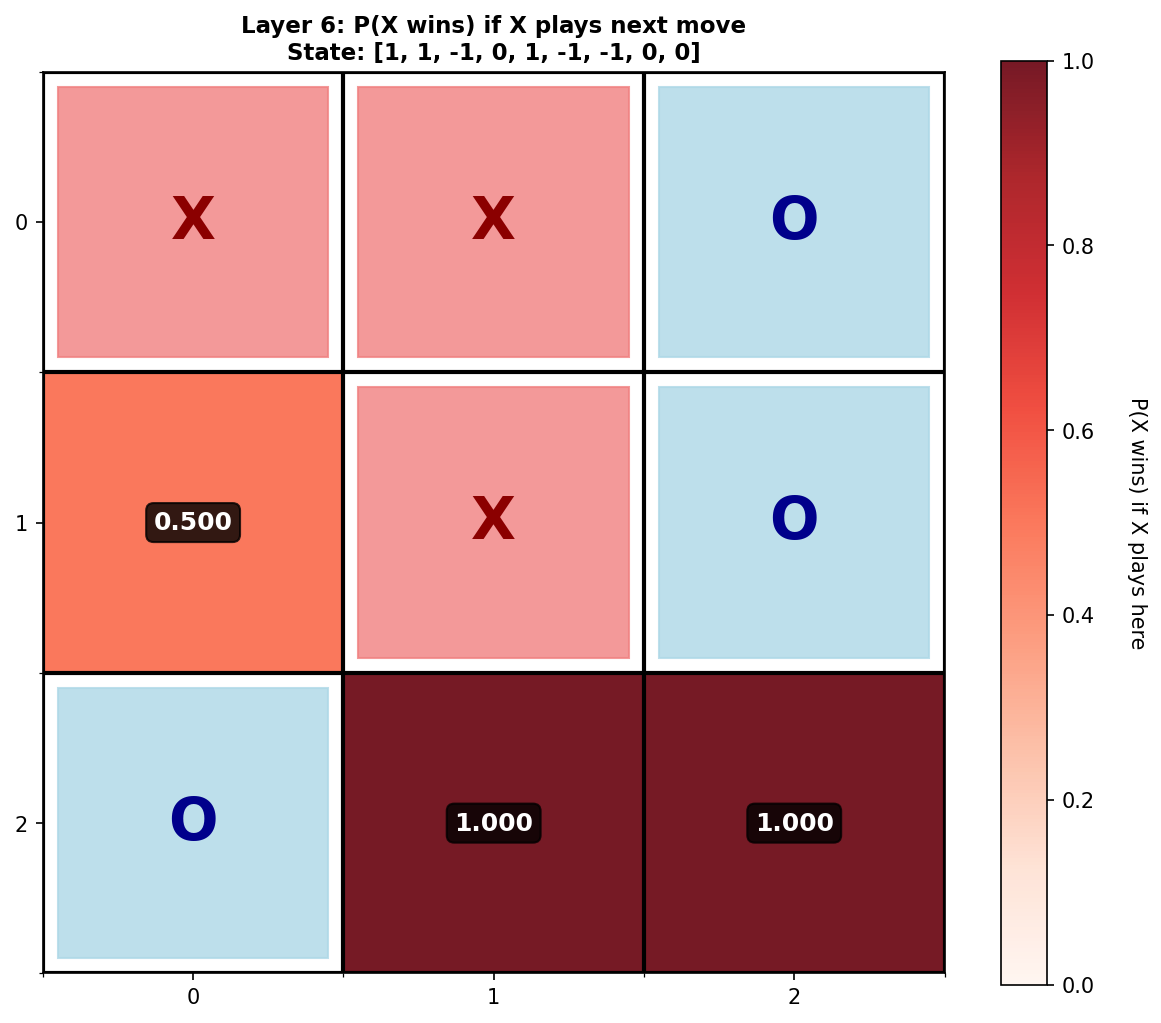 Layer 6: P(X wins) if X plays next move
State: [1, 1, -1, 0, 1, -1, -1, 0, 0]
X
X
O
0.500
X
O
O
1.000
1.000
0
1
2
0
1
2
1.0
0.8
0.6
0.4
0.2
0.0
P(X wins) if X plays here